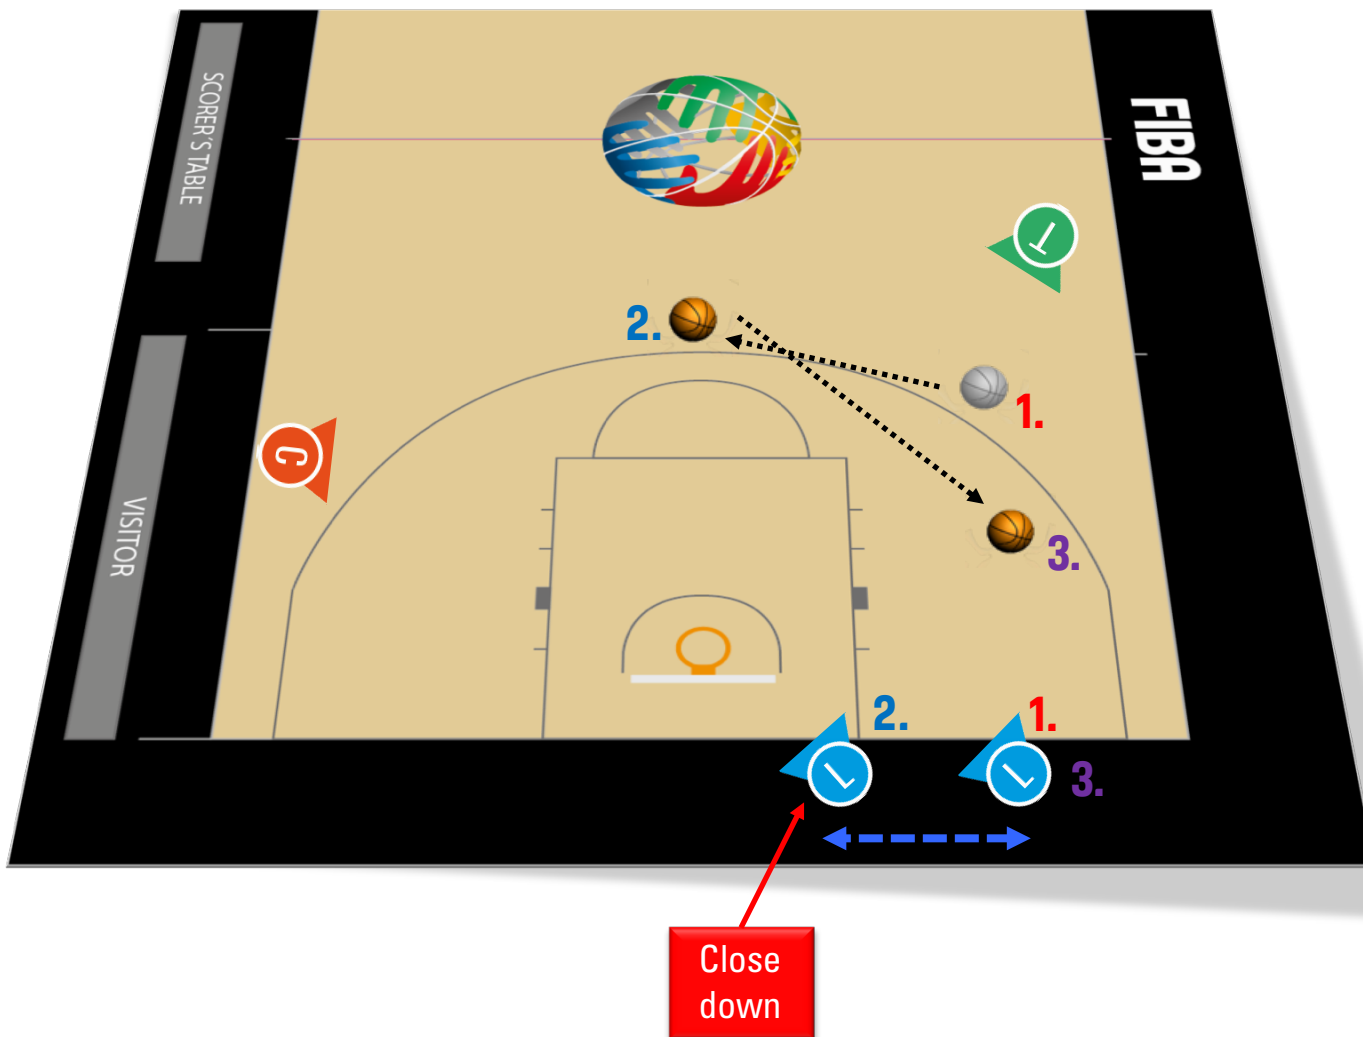 SCORER'S TABLE
FIBA
T
2.
1.
C
VISITOR
3.
2.
1.
L
L
3.
Close
down